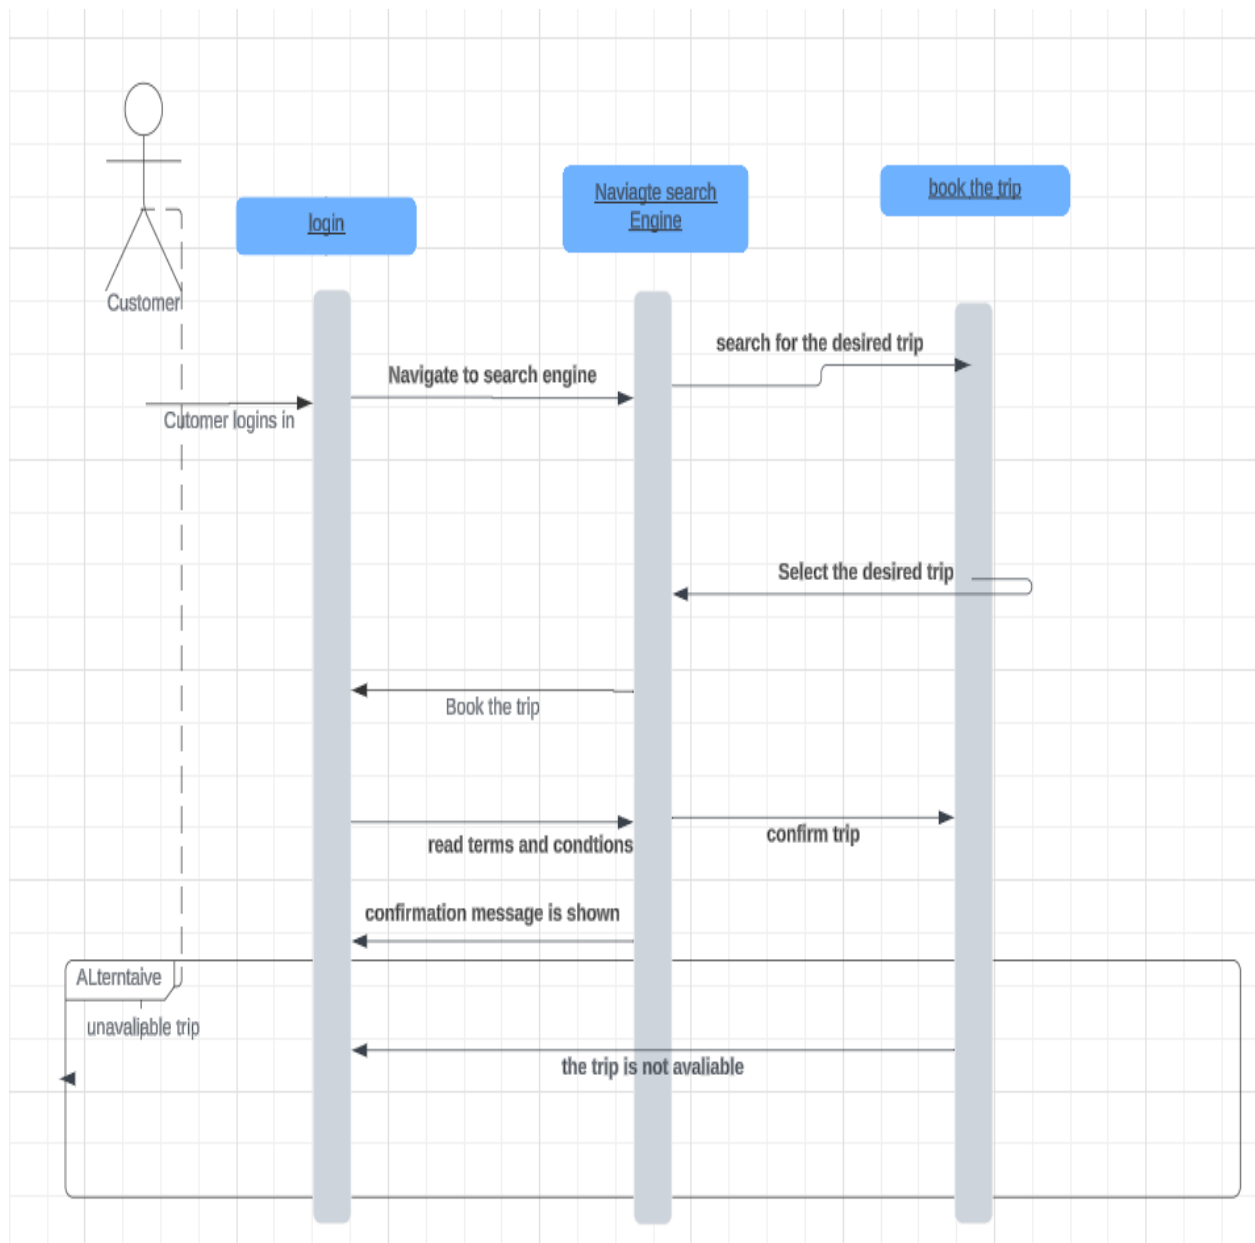 Naviagte search
Engine
book the trip
login
Customer
search for the desired trip
Navigate to search engine
Cutomer logins in
Select the desired trip
Book the trip
confirm trip
read terms and condtions
confirmation message is shown
ALterntaive
unavaliable trip
the trip is not avaliable